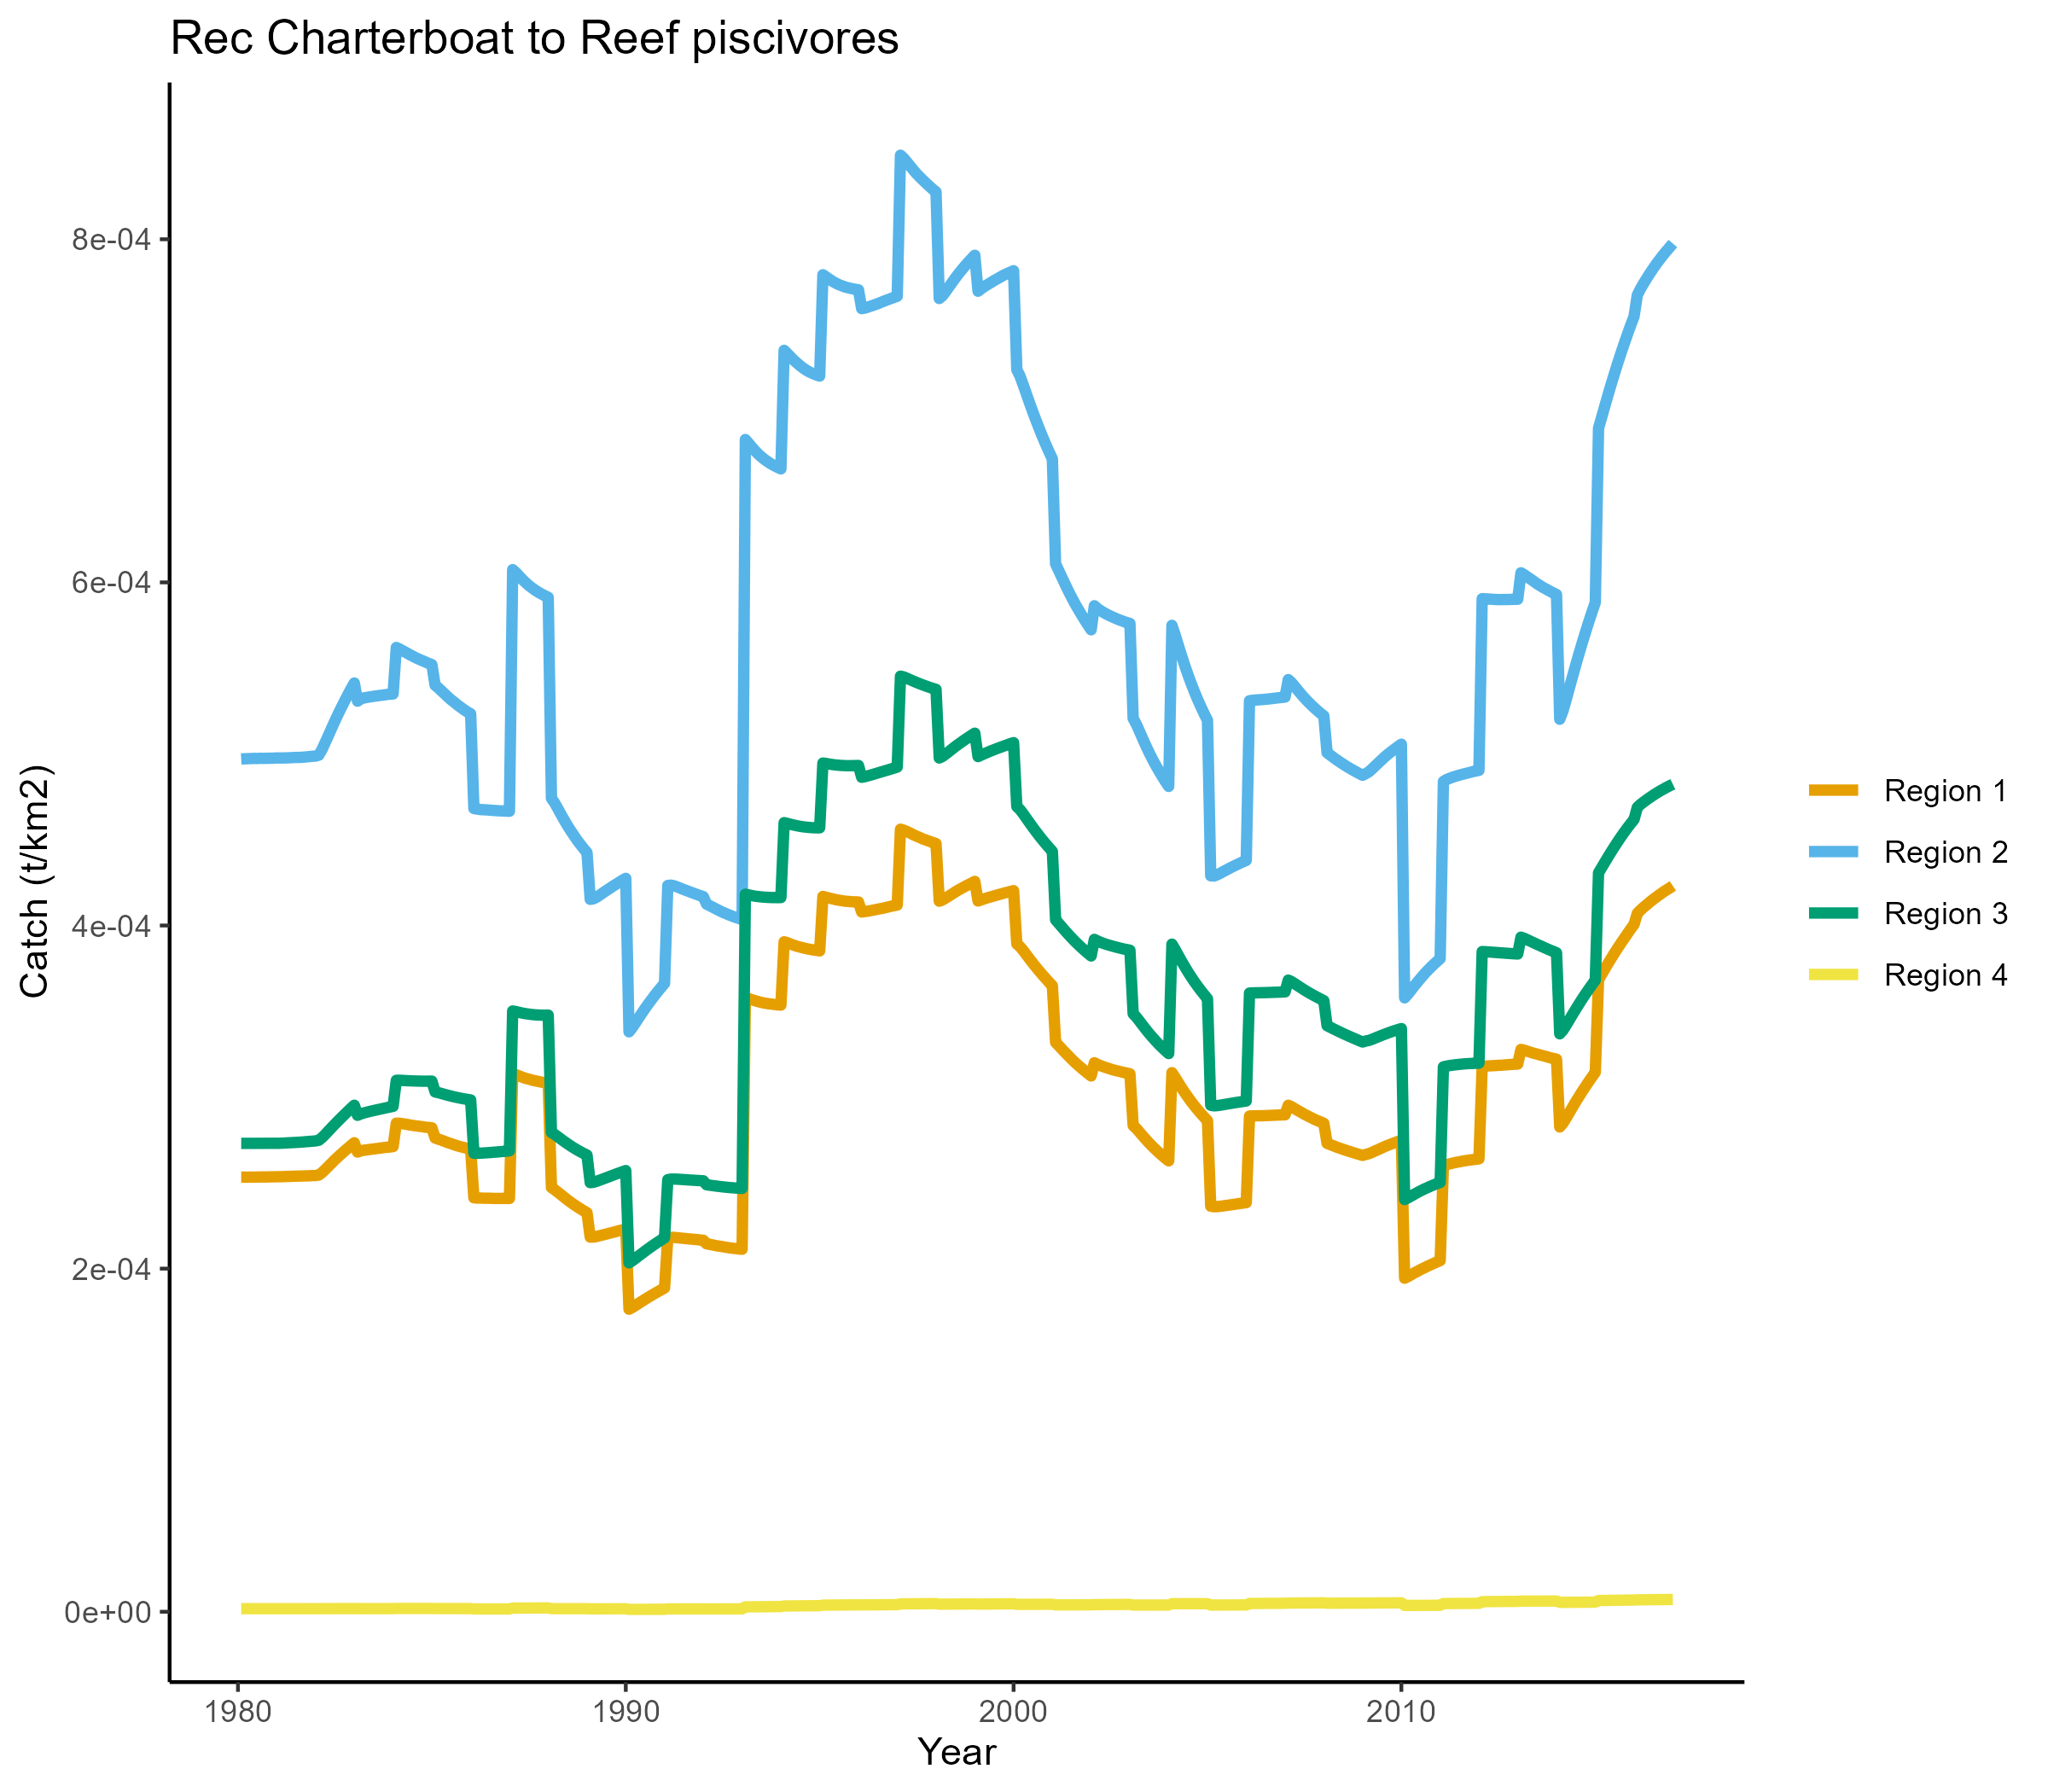 Rec Charterboat to Reef piscivores
Catch (t/km2)
8e-04
6e-04
4e-04
2e-04
0e+00
1980
1990
2000
2010
Year
Region 1
Region 2
Region 3
Region 4